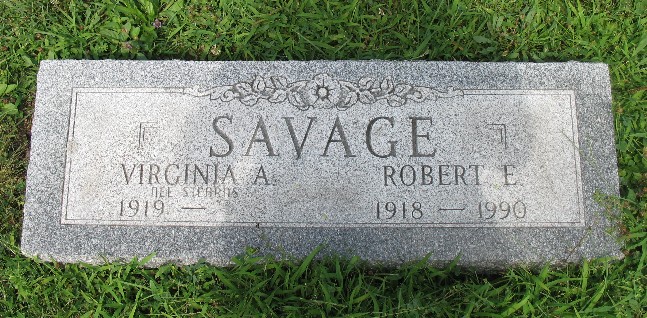 SAVAGE
VIRGINIA A. ROBERT E.
NEE STEARNS
1919 — 1918 — 1990